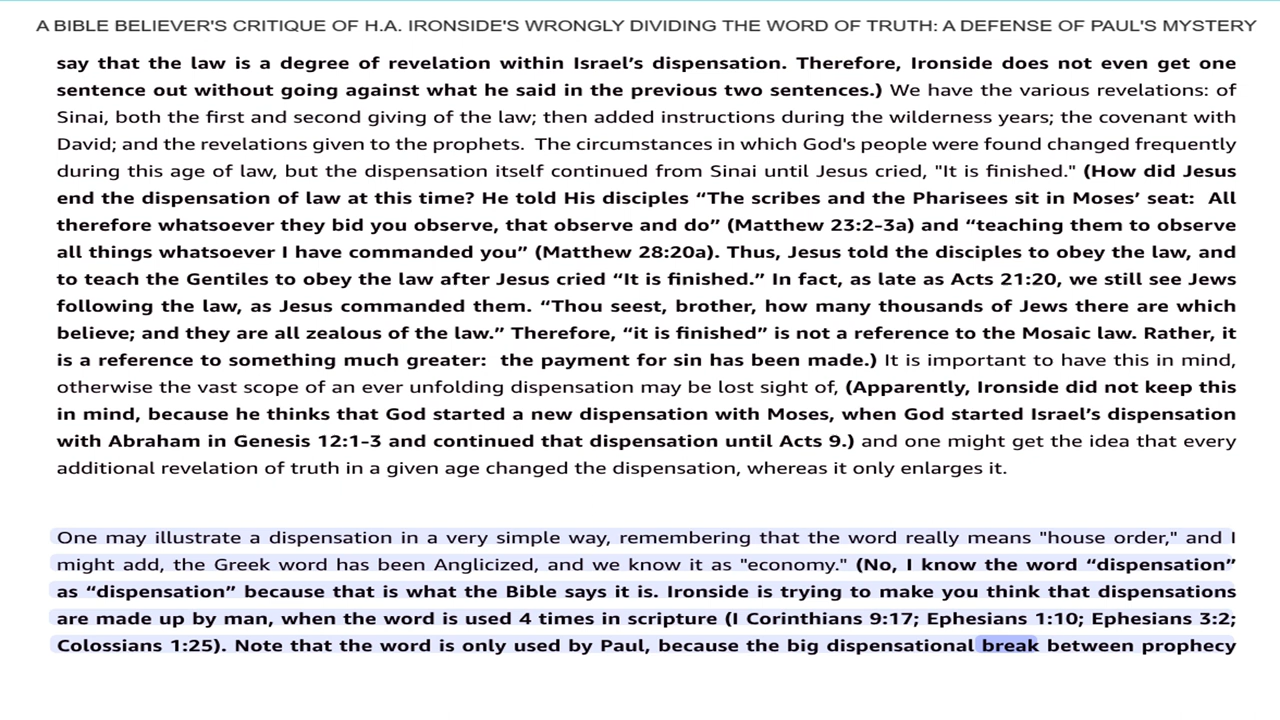 A BIBLE BELIEVER'S CRITIQUE OF H.A. IRONSIDE'S WRONGLY DIVIDING THE WORD OF TRUTH: A DEFENSE OF PAUL'S MYSTERY
say that the law is a degree of revelation within Israel’s dispensation. Therefore, Ironside does not even get one
sentence out without going against what he said in the previous two sentences.) We have the various revelations: of
Sinai, both the first and second giving of the law; then added instructions during the wilderness years; the covenant with
David; and the revelations given to the prophets. The circumstances in which God's people were found changed frequently
during this age of law, but the dispensation itself continued from Sinai until Jesus cried, "It is finished." (How did Jesus
end the dispensation of law at this time? He told His disciples “The scribes and the Pharisees sit in Moses’ seat: All
therefore whatsoever they bid you observe, that observe and do” (Matthew 23:2-3a) and “teaching them to observe
all things whatsoever I have commanded you” (Matthew 28:20a). Thus, Jesus told the disciples to obey the law, and
to teach the Gentiles to obey the law after Jesus cried “It is finished.” In fact, as late as Acts 21:20, we still see Jews
following the law, as Jesus commanded them. “Thou seest, brother, how many thousands of Jews there are which
believe; and they are all zealous of the law.” Therefore, “it is finished” is not a reference to the Mosaic law. Rather, it
is a reference to something much greater: the payment for sin has been made.) It is important to have this in mind,
otherwise the vast scope of an ever unfolding dispensation may be lost sight of, (Apparently, Ironside did not keep this
in mind, because he thinks that God started a new dispensation with Moses, when God started Israel’s dispensation
with Abraham in Genesis 12:1-3 and continued that dispensation until Acts 9.) and one might get the idea that every
additional revelation of truth in a given age changed the dispensation, whereas it only enlarges it.
One may illustrate a dispensation in a very simple way, remembering that the word really means "house order," and I
might add, the Greek word has been Anglicized, and we know it as "economy." (No, I know the word “dispensation”
as “dispensation” because that is what the Bible says it is. Ironside is trying to make you think that dispensations
are made up by man, when the word is used 4 times in scripture (I Corinthians 9:17; Ephesians 1:10; Ephesians 3:2;
Colossians 1:25). Note that the word is only used by Paul, because the big dispensational break between prophecy